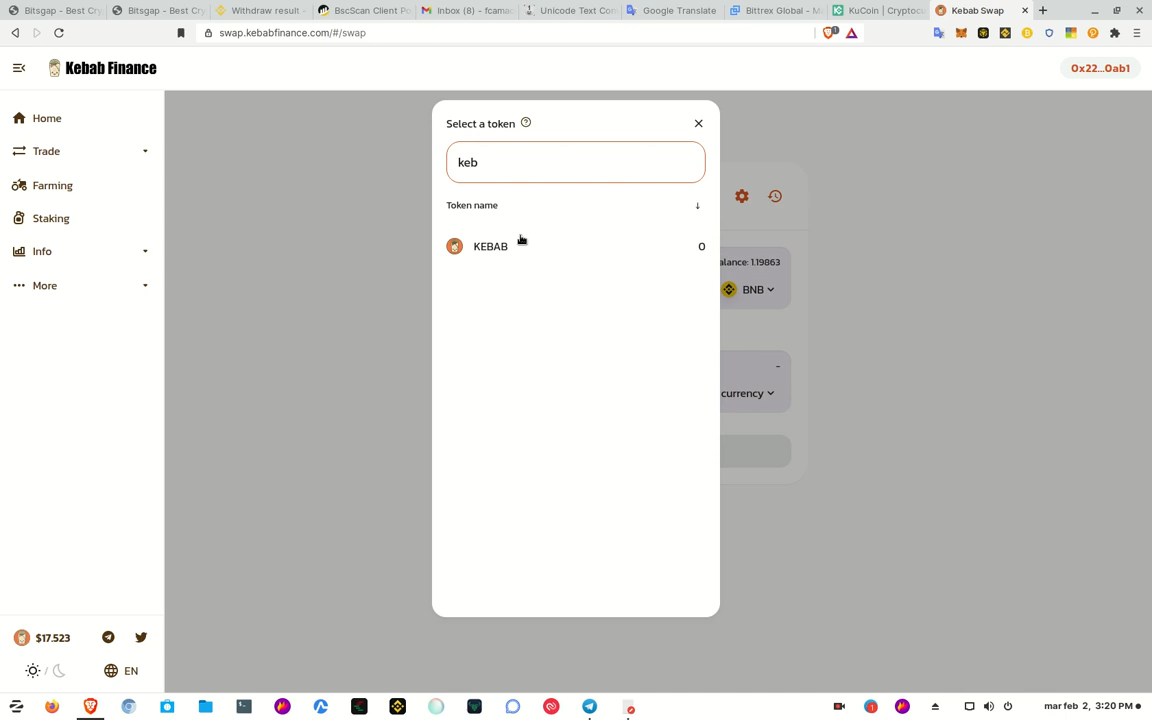 Bitsgap - Best Cry
Bitsgap - Best Cry
Withdraw result -
BscScan Client Po
Inbox (8) - fcamac
Unicode Text Con
Google Translate
Bittrex Global - Ma
KuCoin | Cryptocu
Kebab Swap
swap.kebabfinance.com/#/swap
Kebab Finance
0x22...0ab1
Home
Trade
Farming
Staking
Info
More
Select a token
keb
Token name
KEBAB
0
alance: 1.19863
BNB
-
currency
$17.523
EN
mar feb 2, 3:20 PM